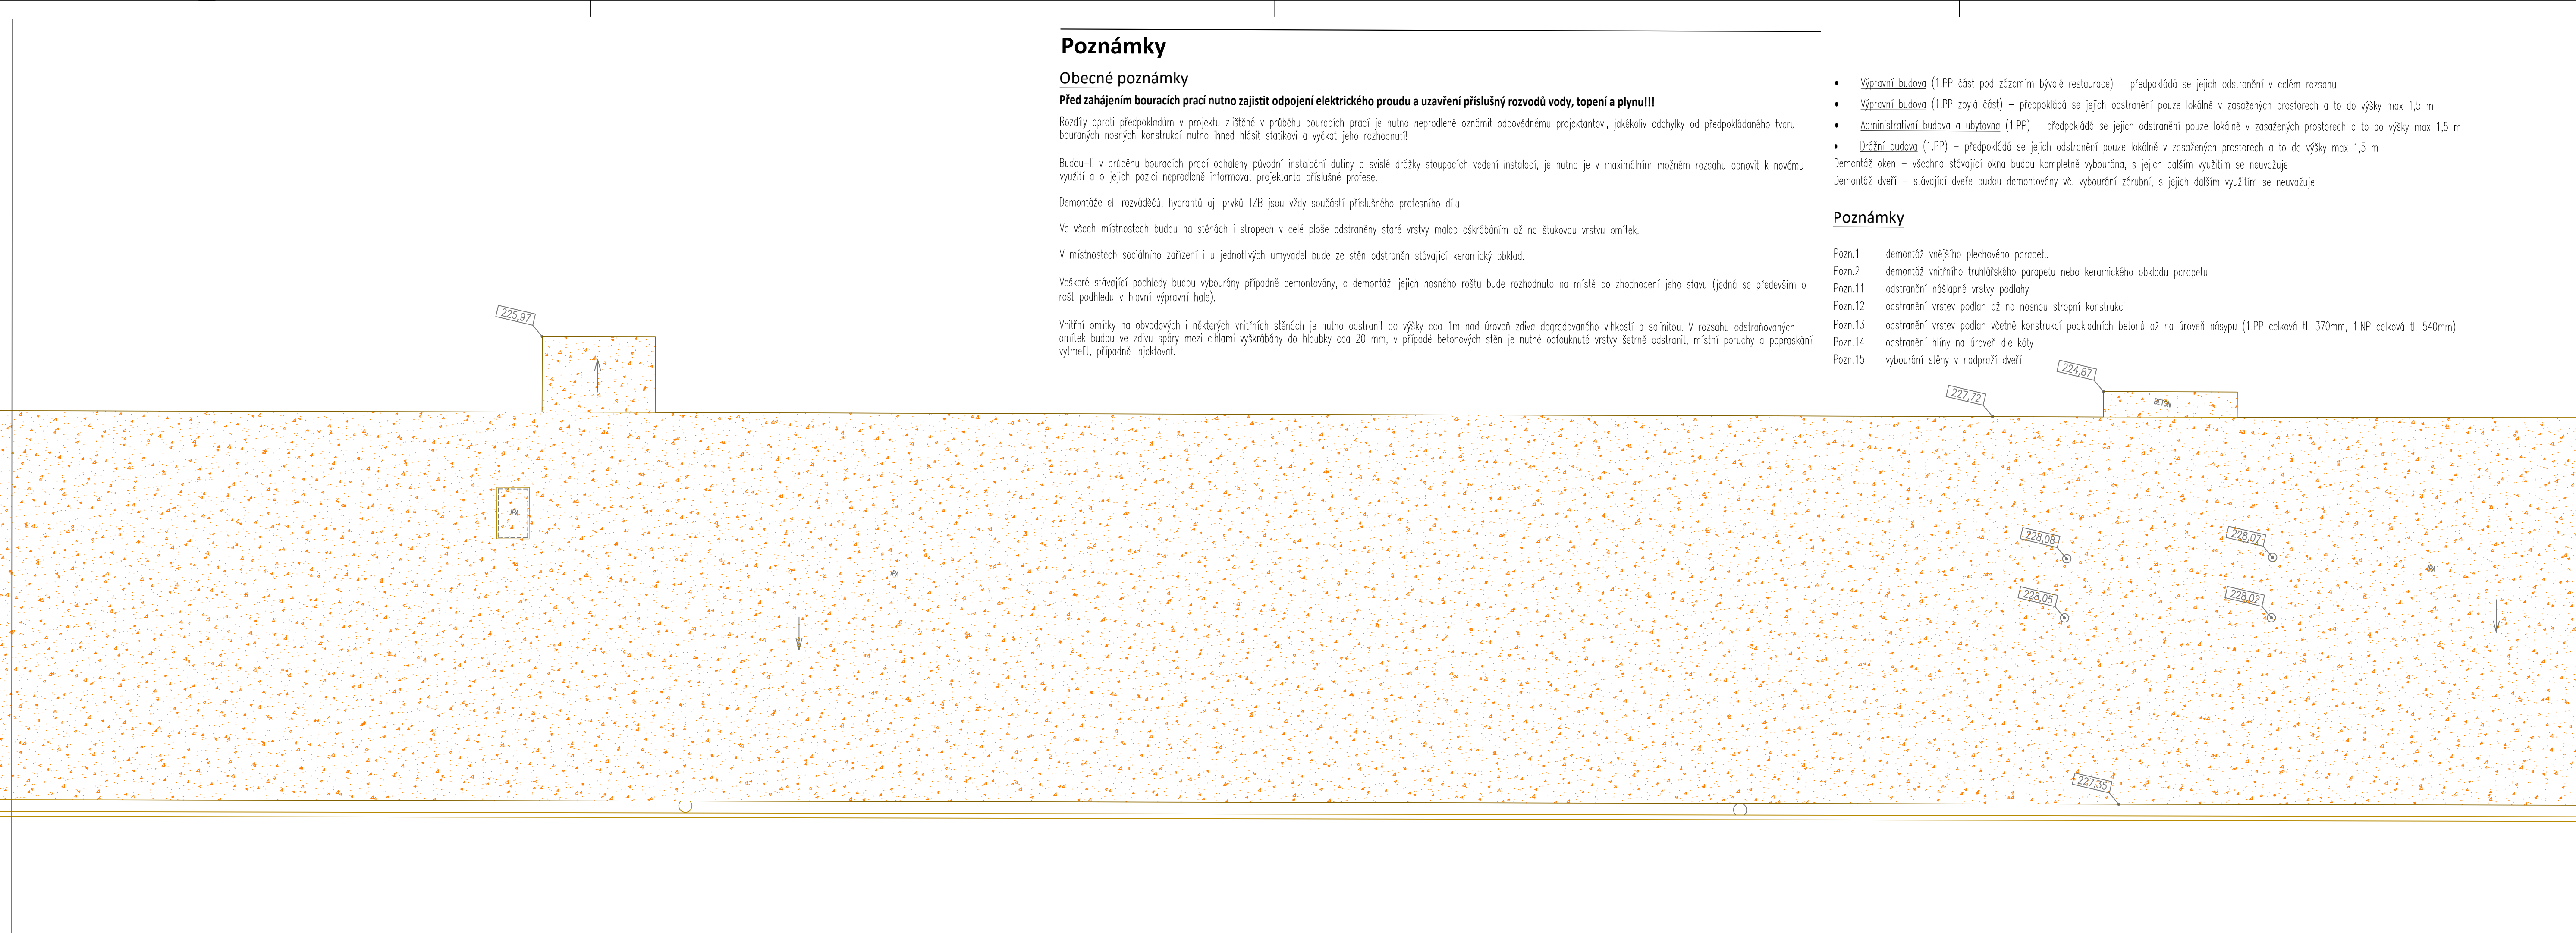 Poznámky
Obecné poznámky
Před zahájením bouracích prací nutno zajistit odpojení elektrického proudu a uzavření příslušný rozvodů vody, topení a plynu!!!
Rozdíly oproti předpokladům v projektu zjištěné v průběhu bouracích prací je nutno neprodleně oznámit odpovědnému projektantovi, jakékoliv odchylky od předpokládaného tvaru
bouraných nosných konstrukcí nutno ihned hlásit statikovi a vyčkat jeho rozhodnutí!
Budou-li v průběhu bouracích prací odhaleny původní instalační dutiny a svislé drážky stoupacích vedení instalací, je nutno je v maximálním možném rozsahu obnovit k novému
využití a o jejich pozici neprodleně informovat projektanta příslušné profese.
Demontáže el. rozváděčů, hydrantů aj. prvků TZB jsou vždy součástí příslušného profesního dílu.
Ve všech místnostech budou na stěnách i stropech v celé ploše odstraněny staré vrstvy maleb oškrábáním až na štukovou vrstvu omítek.
V místnostech sociálního zařízení i u jednotlivých umyvadel bude ze stěn odstraněn stávající keramický obklad.
Veškeré stávající podhledy budou vybourány případně demontovány, o demontáži jejich nosného roštu bude rozhodnuto na místě po zhodnocení jeho stavu (jedná se především o
rošt podhledu v hlavní výpravní hale).
Vnitřní omítky na obvodových i některých vnitřních stěnách je nutno odstranit do výšky cca 1m nad úroveň zdiva degradovaného vlhkostí a salinitou. V rozsahu odstraňovaných
omítek budou ve zdivu spáry mezi cihlami vyškrábány do hloubky cca 20 mm, v případě betonových stěn je nutné odfouknuté vrstvy šetrně odstranit, místní poruchy a popraskání
vytmelit, případně injektovat.
• Výpravní budova (1.PP část pod zázemím bývalé restaurace) – předpokládá se jejich odstranění v celém rozsahu
• Výpravní budova (1.PP zbylá část) – předpokládá se jejich odstranění pouze lokálně v zasažených prostorech a to do výšky max 1,5 m
• Administrativní budova a ubytovna (1.PP) – předpokládá se jejich odstranění pouze lokálně v zasažených prostorech a to do výšky max 1,5 m
• Drážní budova (1.PP) – předpokládá se jejich odstranění pouze lokálně v zasažených prostorech a to do výšky max 1,5 m
Demontáž oken – všechna stávající okna budou kompletně vybourána, s jejich dalším využitím se neuvažuje
Demontáž dveří – stávající dveře budou demontovány vč. vybourání zárubní, s jejich dalším využitím se neuvažuje
Poznámky
Pozn.1 demontáž vnějšího plechového parapetu
Pozn.2 demontáž vnitřního truhlářského parapetu nebo keramického obkladu parapetu
Pozn.11 odstranění nášlapné vrstvy podlahy
Pozn.12 odstranění vrstev podlah až na nosnou stropní konstrukci
Pozn.13 odstranění vrstev podlah včetně konstrukcí podkladních betonů až na úroveň násypu (1.PP celková tl. 370mm, 1.NP celková tl. 540mm)
Pozn.14 odstranění hlíny na úroveň dle kóty
Pozn.15 vybourání stěny v nadpraží dveří
225,97
224,87
227,72
BETON
IPA
228,08
228,07
IPA
IPA
228,05
228,02
227,35